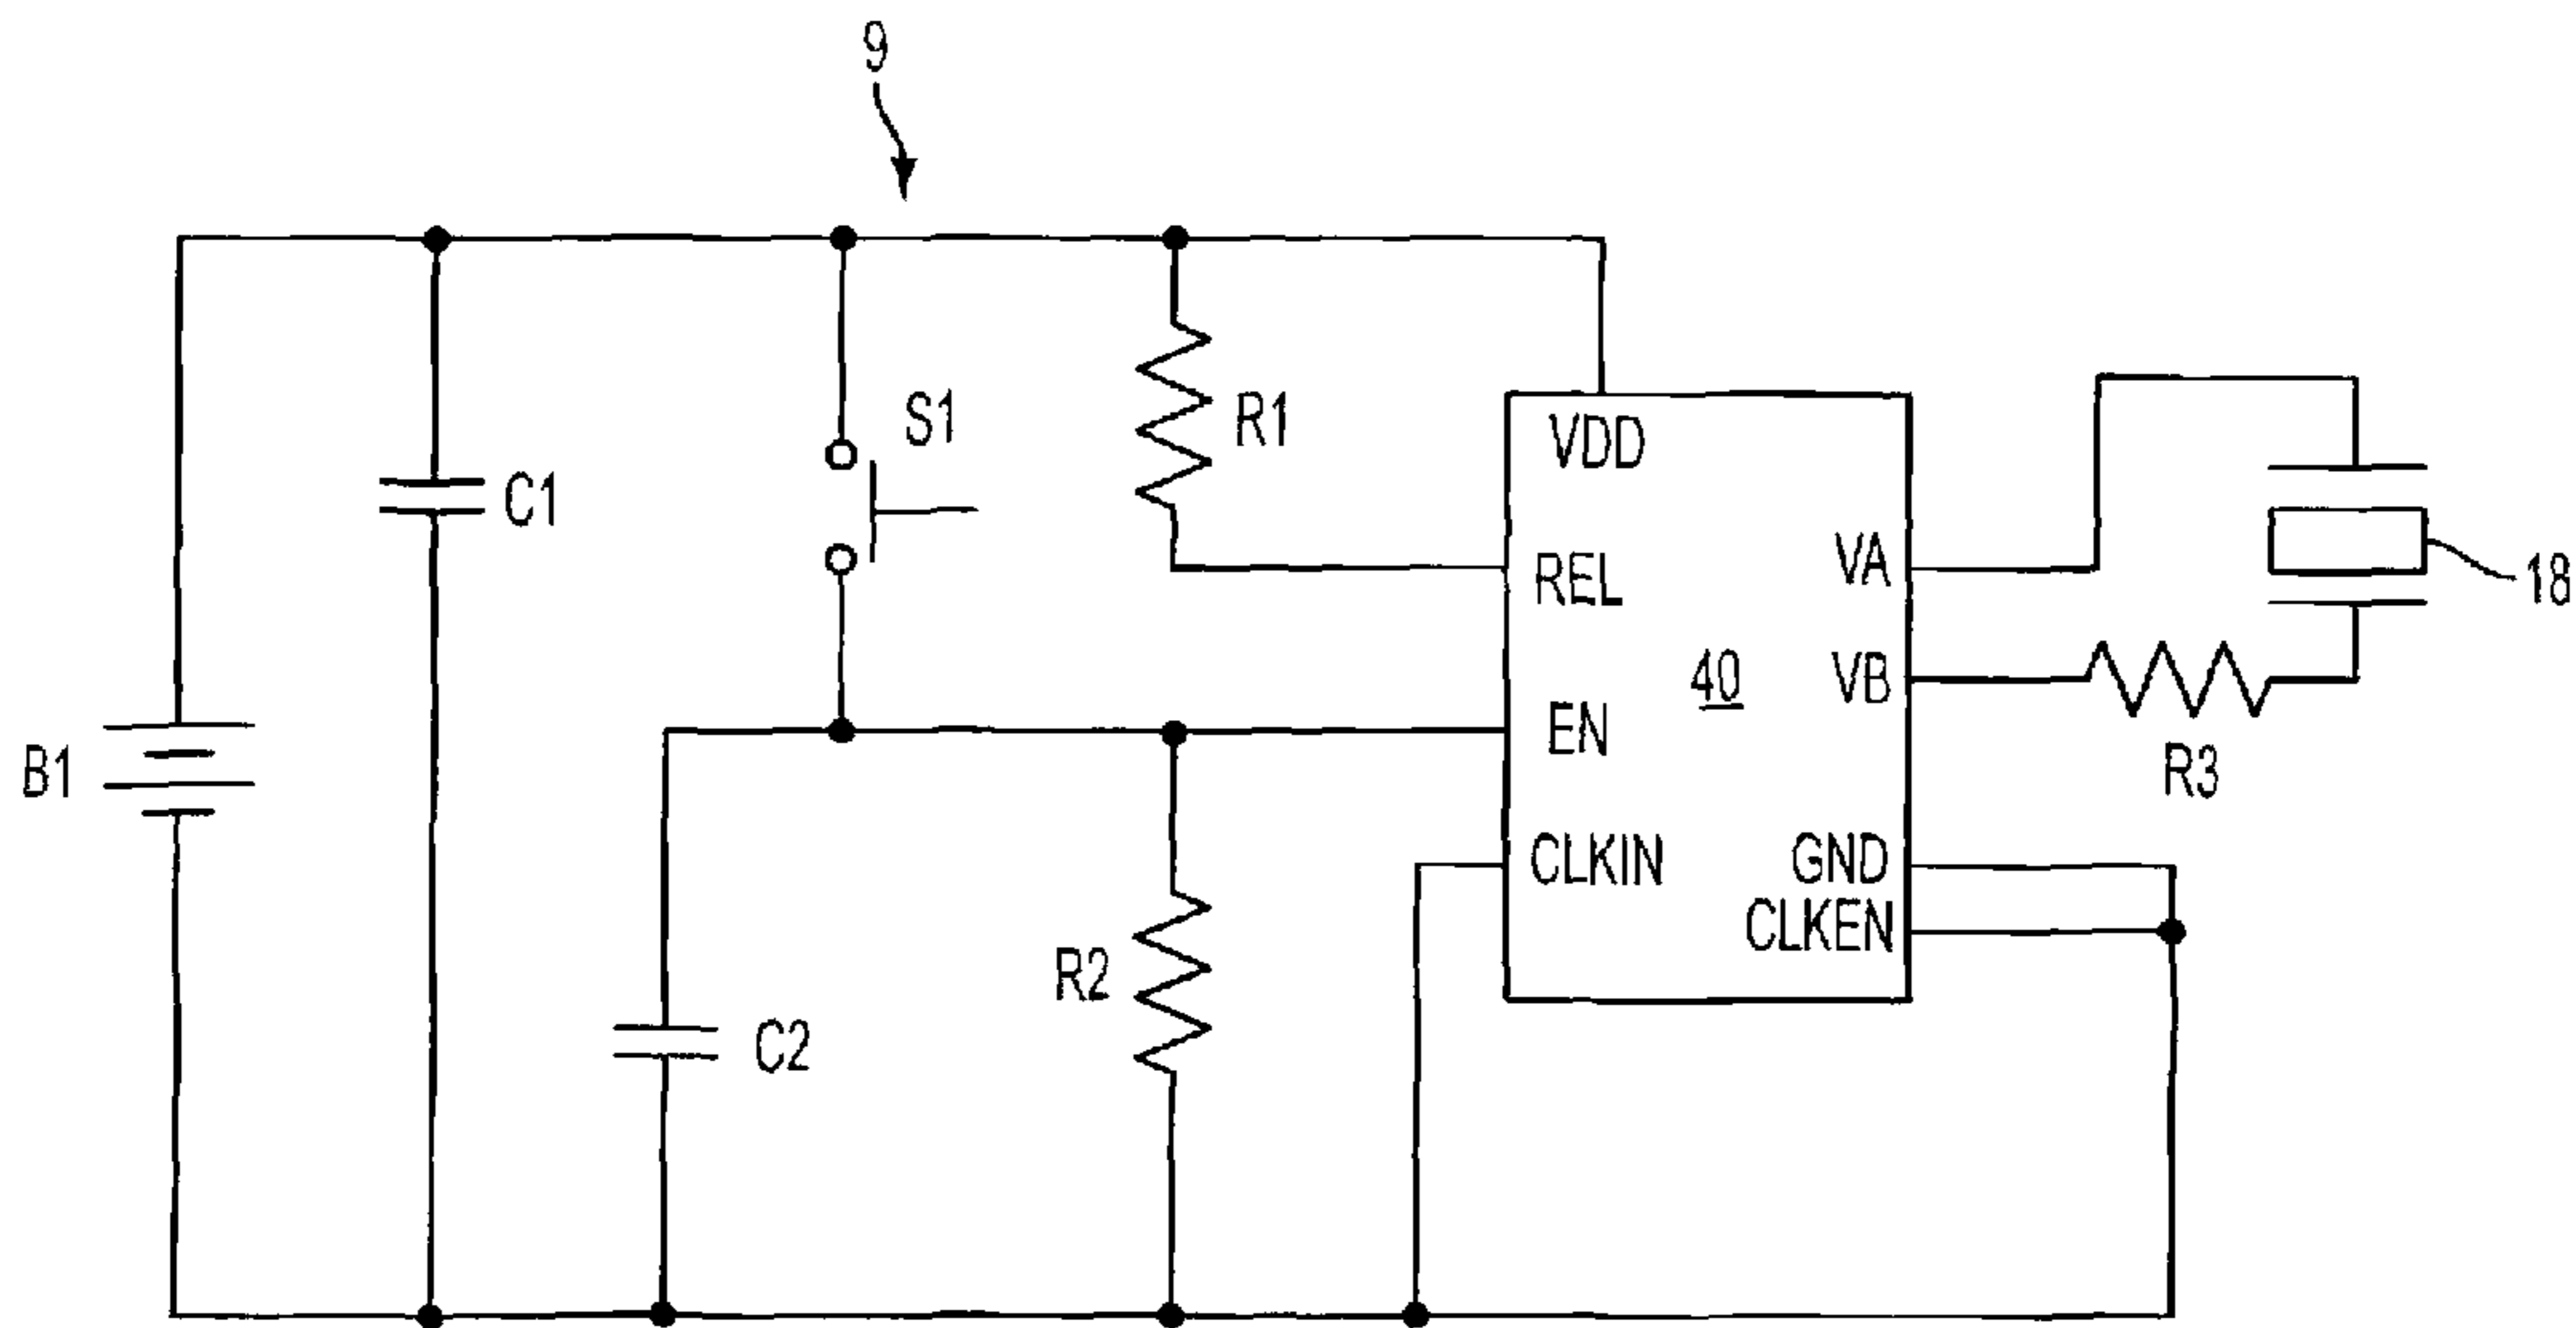 9
S1
R1
C1
VDD
REL
VA
18
40
VB
EN
B1
R3
CLKIN
GND
CLKEN
R2
C2